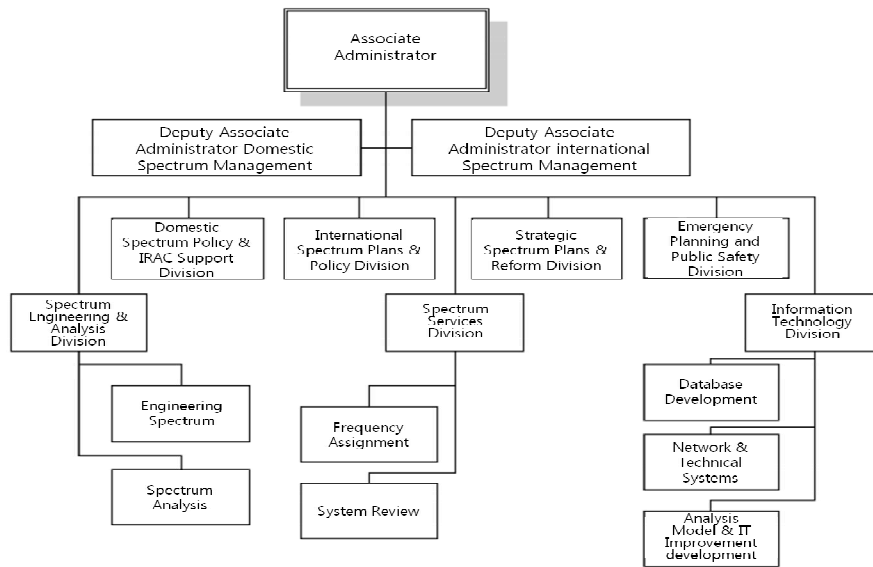 Associate
Administrator
Deputy Associate
Administrator Domestic
Spectrum Management
Deputy Associate
Administrator international
Spectrum Management
Domestic
Spectrum Policy &
IRAC Support
Division
International
Spectrum Plans &
Policy Division
Strategic
Spectrum Plans &
Reform Division
Emergency
Planning and
Public Safety
Division
Spectrum
Engineering &
Analysis
Division
Spectrum
Services
Division
Information
Technology
Division
Engineering
Spectrum
Spectrum
Analysis
Frequency
Assignment
System Review
Database
Development
Network &
Technical
Systems
Analysis
Model & IT
Improvement
development